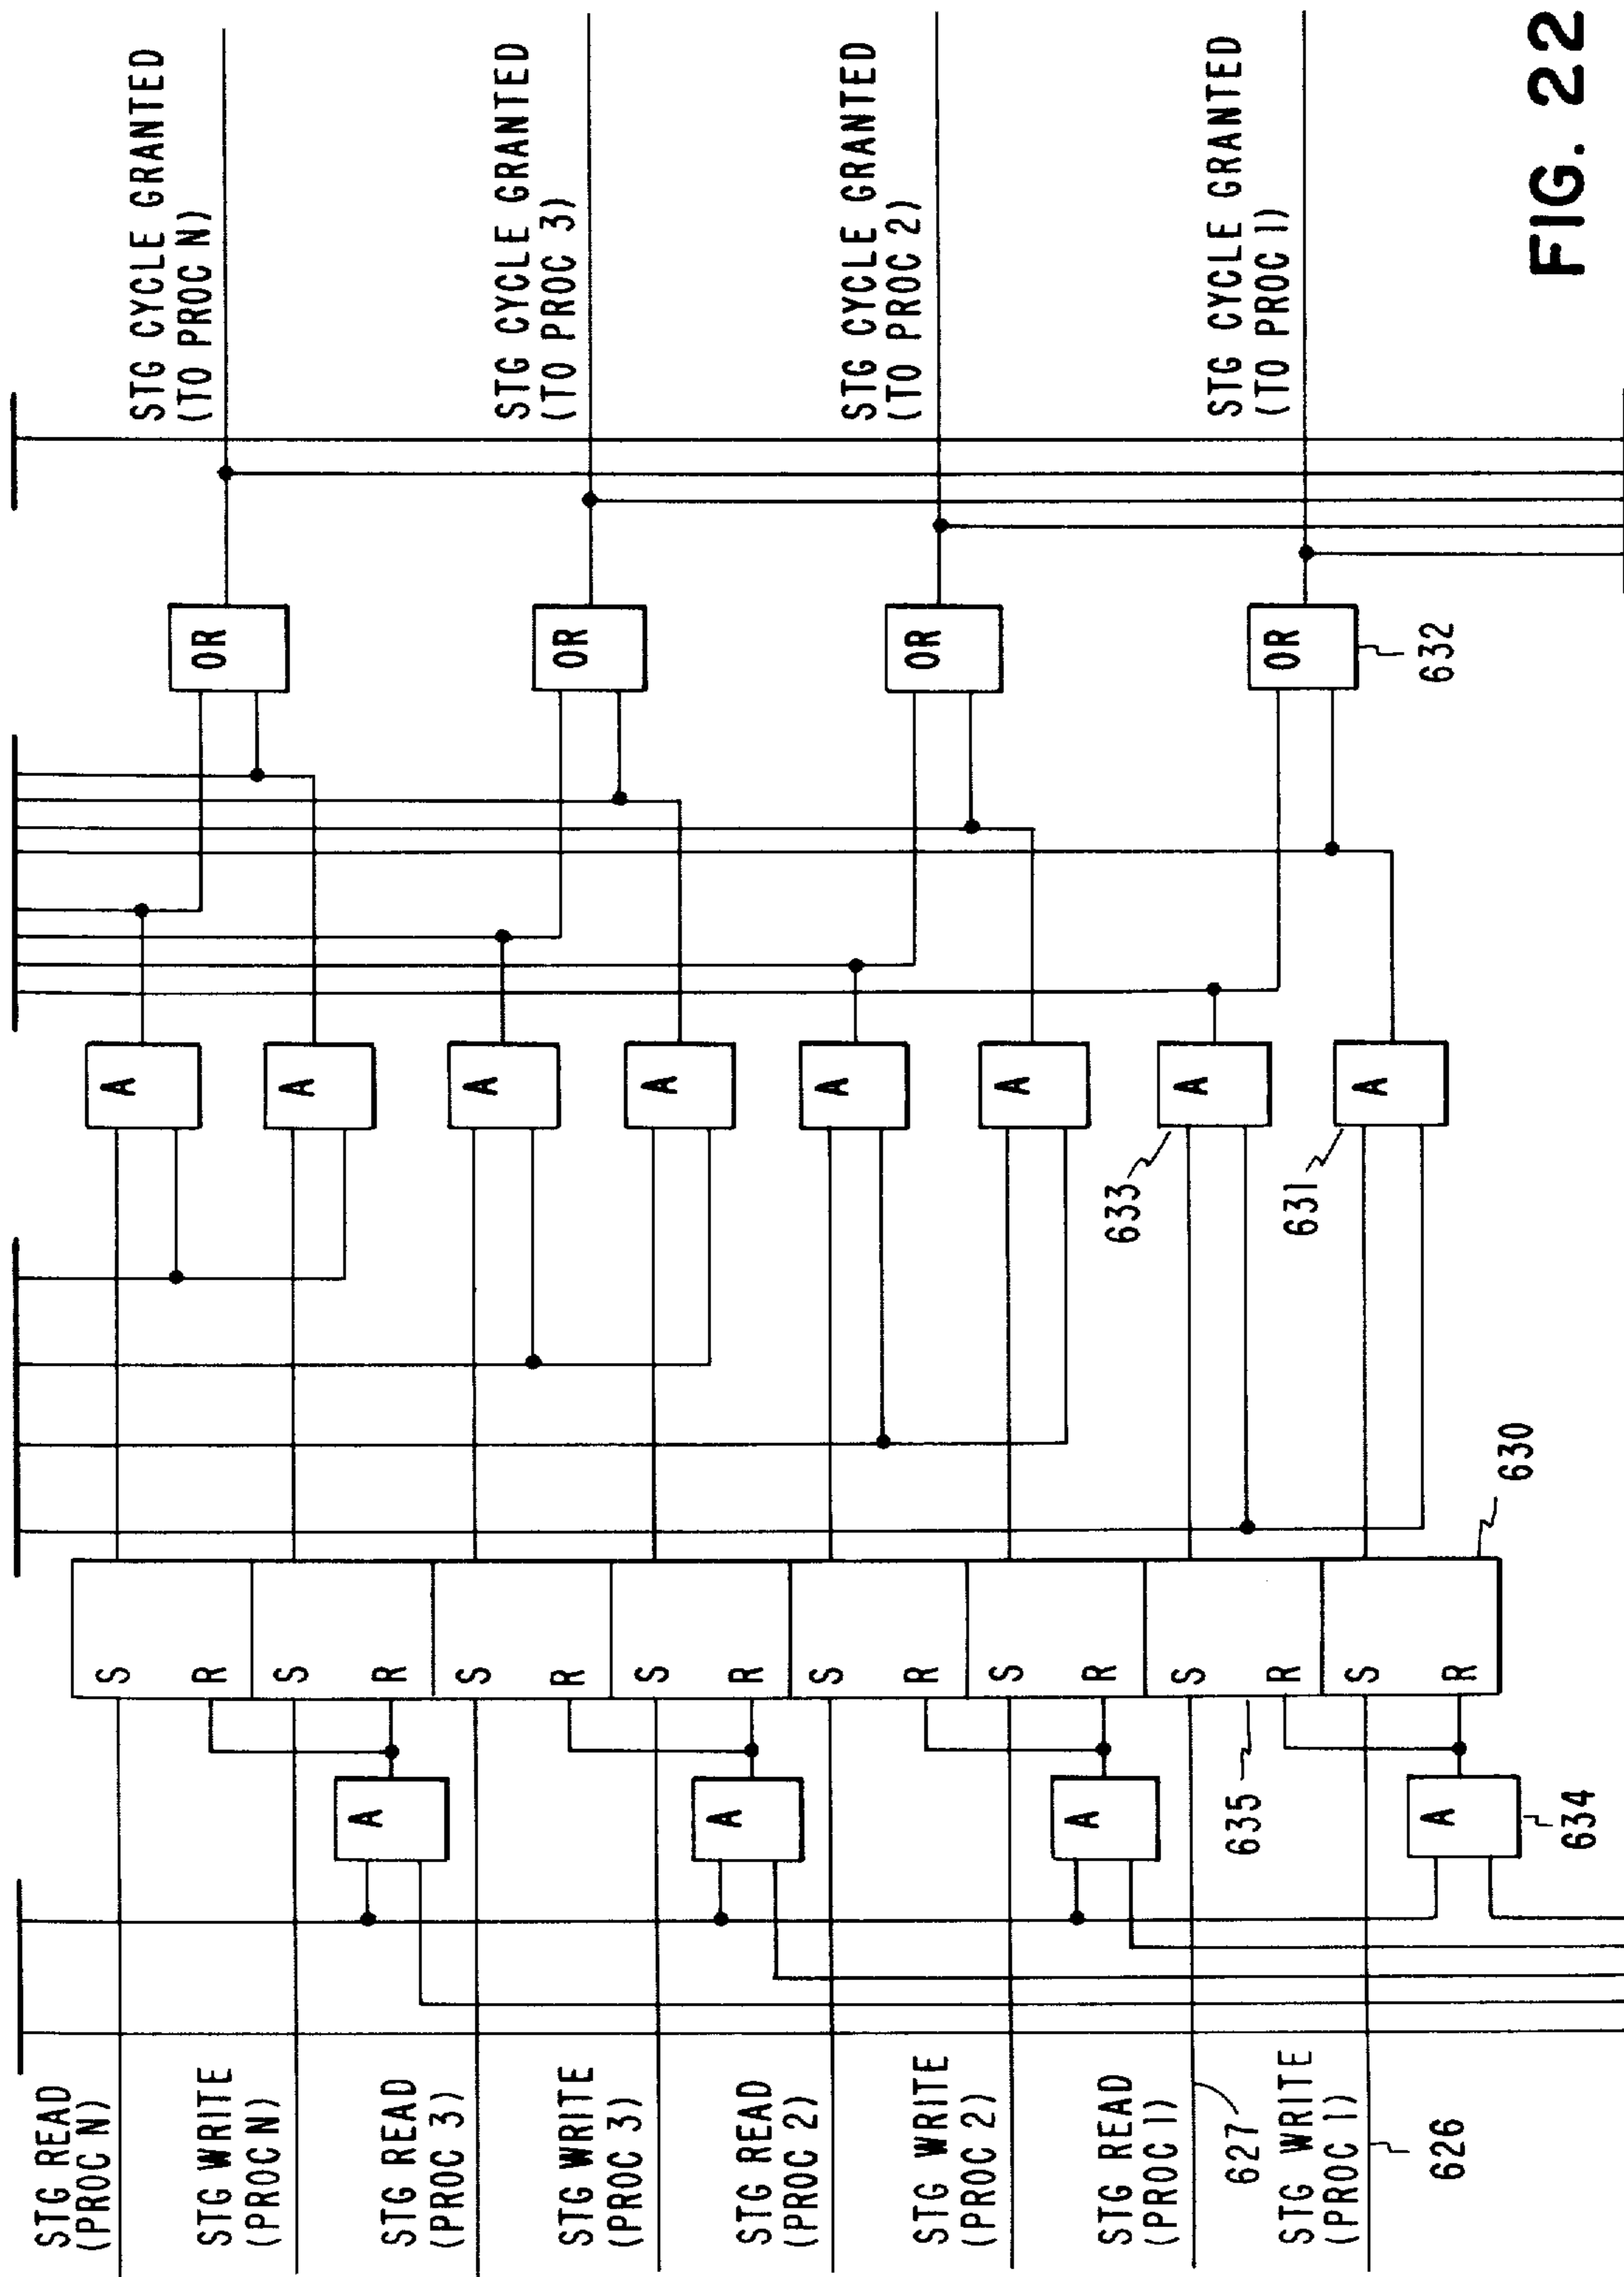 STG READ
(PROC N)
STG WRITE
(PROC N)
STG READ
(PROC 3)
STG WRITE
(PROC 3)
STG READ
(PROC 2)
STG WRITE
(PROC 2)
STG READ
(PROC 1)
627
STG WRITE
(PROC 1)
626
A
A
A
635
A
634
S
R
S
R
S
R
S
R
S
R
S
R
S
R
S
R
630
A
A
A
A
A
A
A
633
A
631
OR
OR
OR
OR
632
STG CYCLE GRANTED
(TO PROC N)
STG CYCLE GRANTED
(TO PROC 3)
STG CYCLE GRANTED
(TO PROC 2)
STG CYCLE GRANTED
(TO PROC 1)
FIG. 22